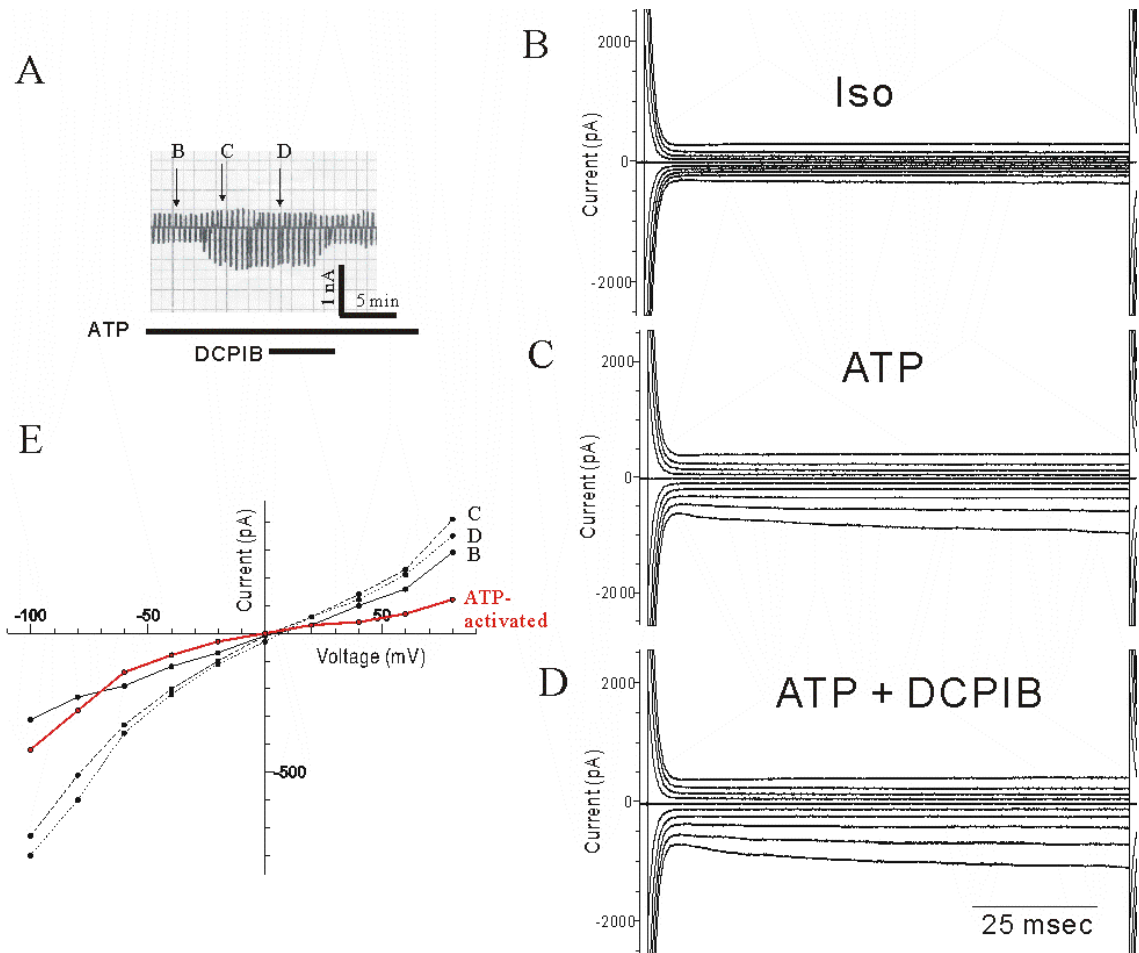 A
B C D
1 nA
5 min
ATP
DCPIB
B
Iso
2000
0
-2000
Current (pA)
C
ATP
2000
0
-2000
Current (pA)
D
ATP + DCPIB
2000
0
-2000
Current (pA)
25 msec
E
Current (pA)
C
D
B
ATP-
activated
-100
-50
50
Voltage (mV)
-500